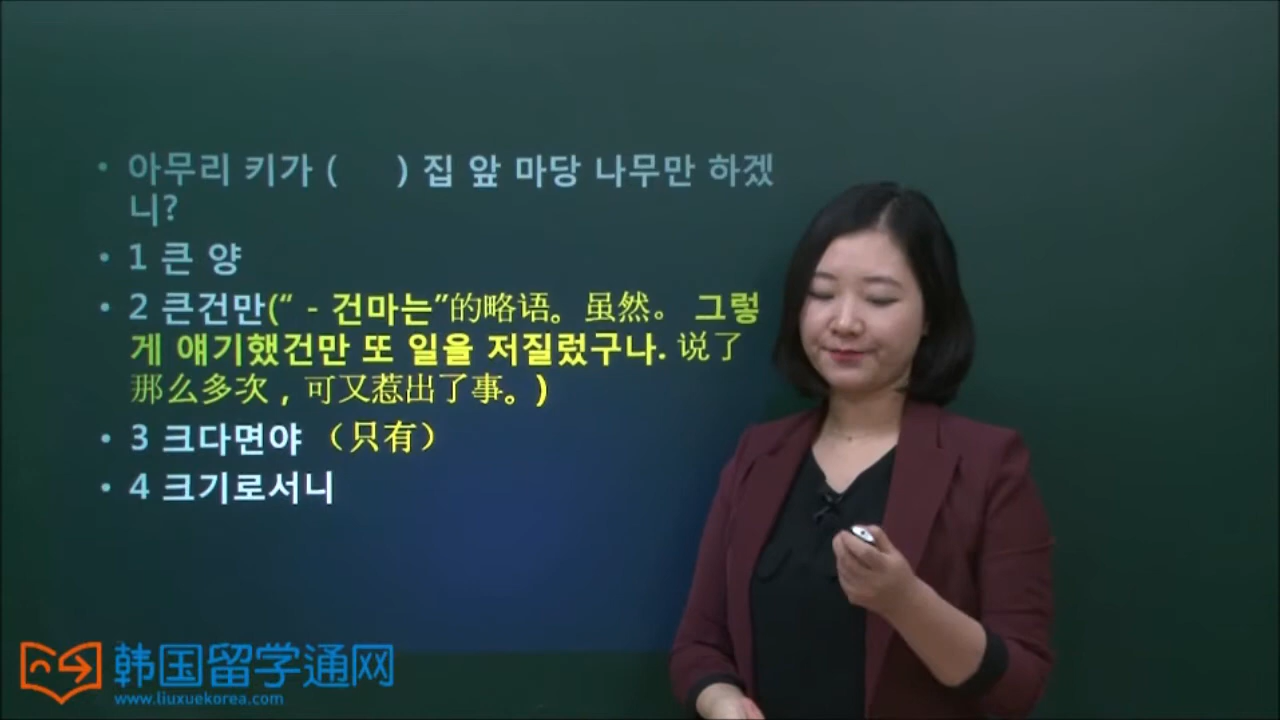 • 아무리 키가 (     ) 집 앞 마당 나무만 하겠
니?
• 1 큰 양
• 2 큰건만(“ - 건마는”的略语。虽然。 그렇
게 얘기했건만 또 일을 저질렀구나. 说了
那么多次，可又惹出了事。)
• 3 크다면야 （只有）
• 4 크기로서니
韩国留学通网
www.liuxuekorea.com